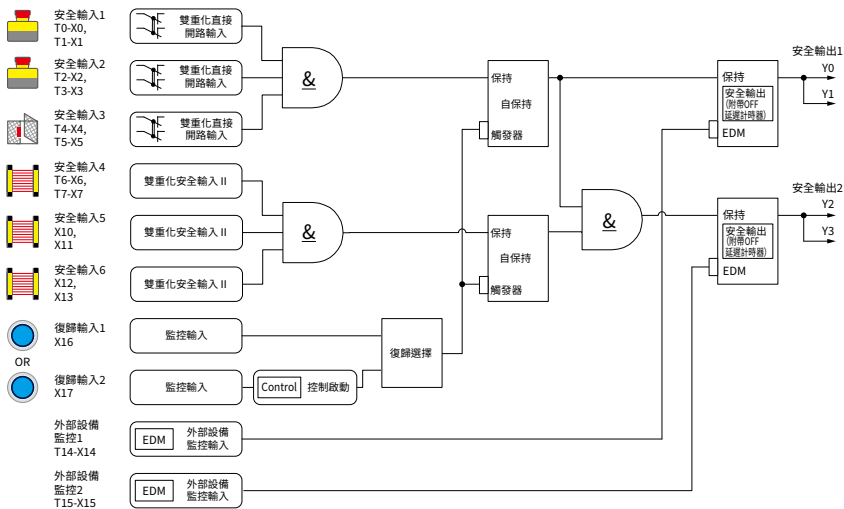 安全輸入1
T0-X0,
T1-X1
雙重化直接
開路輸入
安全輸入2
T2-X2,
T3-X3
雙重化直接
開路輸入
安全輸入3
T4-X4,
T5-X5
雙重化直接
開路輸入
&
安全輸入4
T6-X6,
T7-X7
雙重化安全輸入 II
安全輸入5
X10,
X11
雙重化安全輸入 II
安全輸入6
X12,
X13
雙重化安全輸入 II
&
復歸輸入1
X16
監控輸入
OR
復歸輸入2
X17
監控輸入
Control 控制啟動
復歸選擇
外部設備
監控1
T14-X14
EDM
外部設備
監控輸入
外部設備
監控2
T15-X15
EDM
外部設備
監控輸入
保持
自保持
觸發器
保持
自保持
觸發器
&
保持
安全輸出
(附帶OFF
延遲計時器)
EDM
安全輸出1
Y0
Y1
保持
安全輸出
(附帶OFF
延遲計時器)
EDM
安全輸出2
Y2
Y3